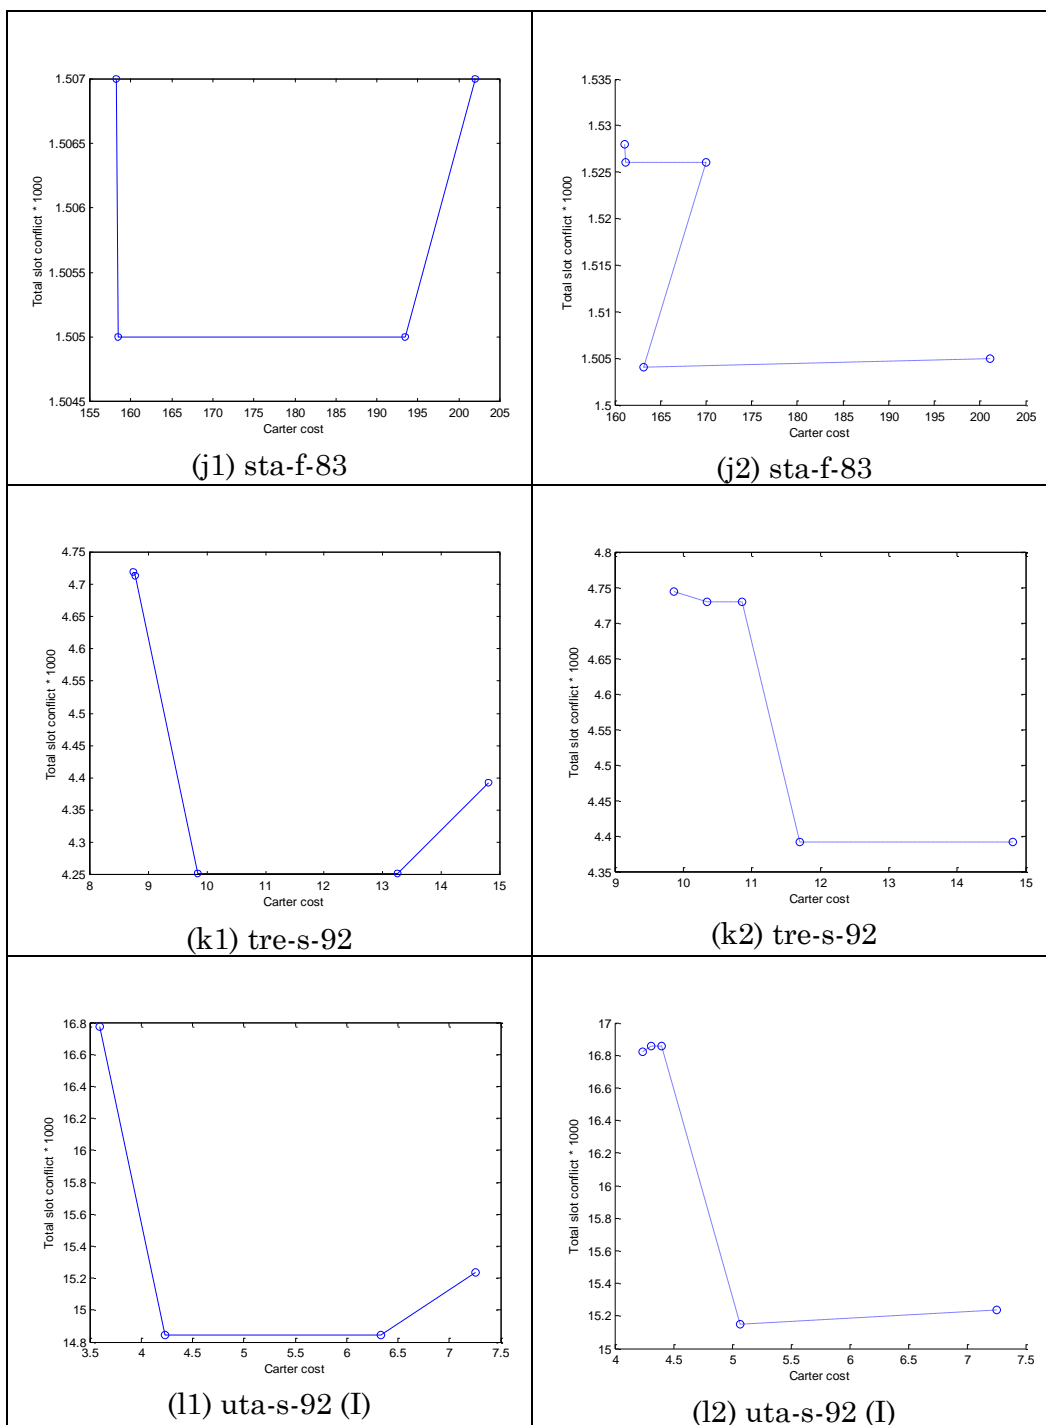 1.507
1.5065
1.506
1.5055
1.505
1.5045
Total slot conflict * 1000
155 160 165 170 175 180 185 190 195 200 205
Carter cost
(j1) sta-f-83
1.535
1.53
1.525
1.52
1.515
1.51
1.505
1.5
Total slot conflict * 1000
160 165 170 175 180 185 190 195 200 205
Carter cost
(j2) sta-f-83
4.75
4.7
4.65
4.6
4.55
4.5
4.45
4.4
4.35
4.3
4.25
Total slot conflict * 1000
8 9 10 11 12 13 14 15
Carter cost
(k1) tre-s-92
4.8
4.75
4.7
4.65
4.6
4.55
4.5
4.45
4.4
4.35
Total slot conflict * 1000
9 10 11 12 13 14 15
Carter cost
(k2) tre-s-92
16.8
16.6
16.4
16.2
16
15.8
15.6
15.4
15.2
15
14.8
Total slot conflict * 1000
3.5 4 4.5 5 5.5 6 6.5 7 7.5
Carter cost
(l1) uta-s-92 (I)
17
16.8
16.6
16.4
16.2
16
15.8
15.6
15.4
15.2
15
Total slot conflict * 1000
4 4.5 5 5.5 6 6.5 7 7.5
Carter cost
(l2) uta-s-92 (I)